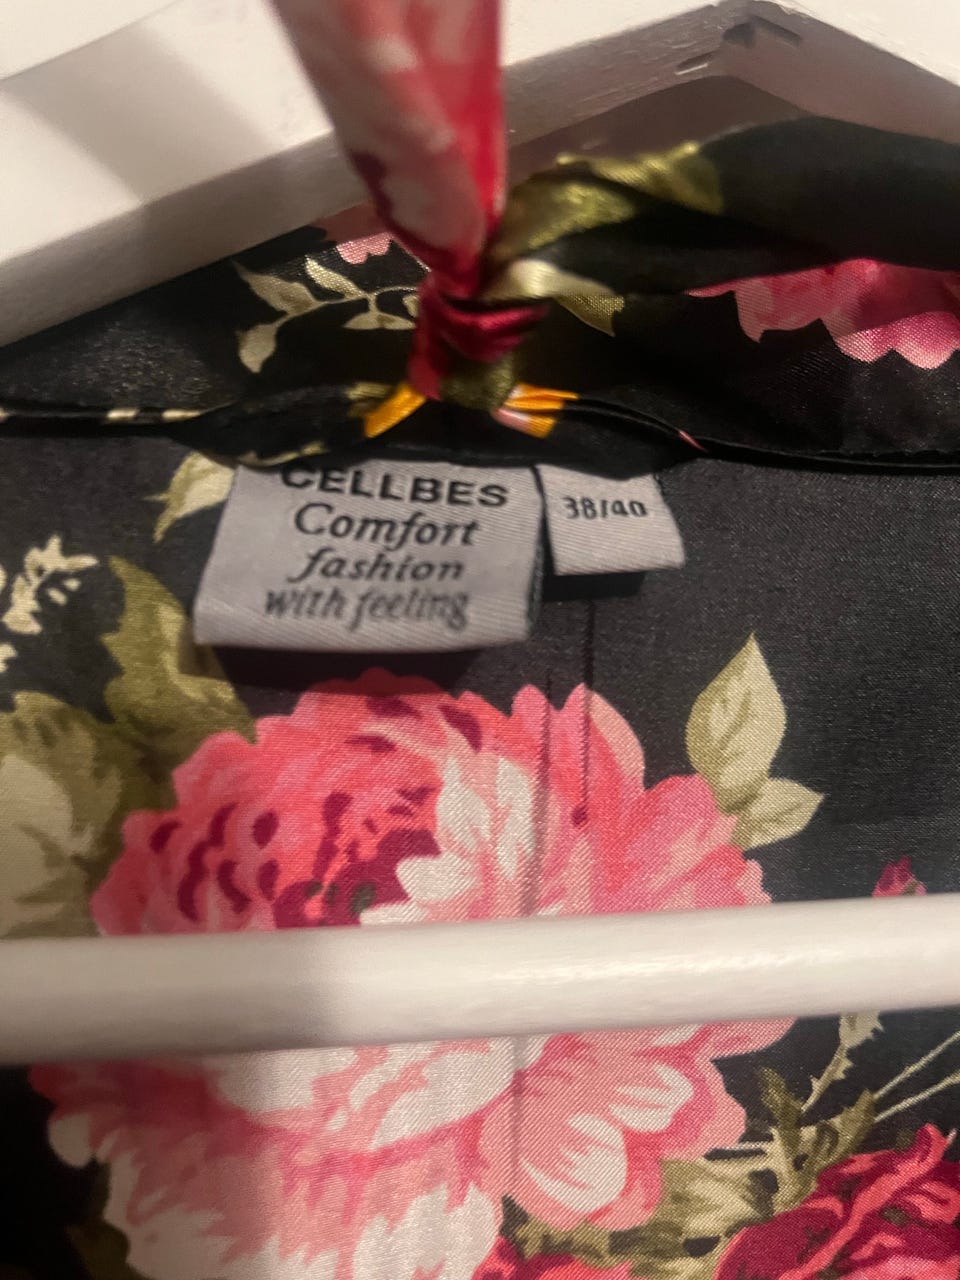 CELLBES
Comfort
fashion
with feeling
38/40